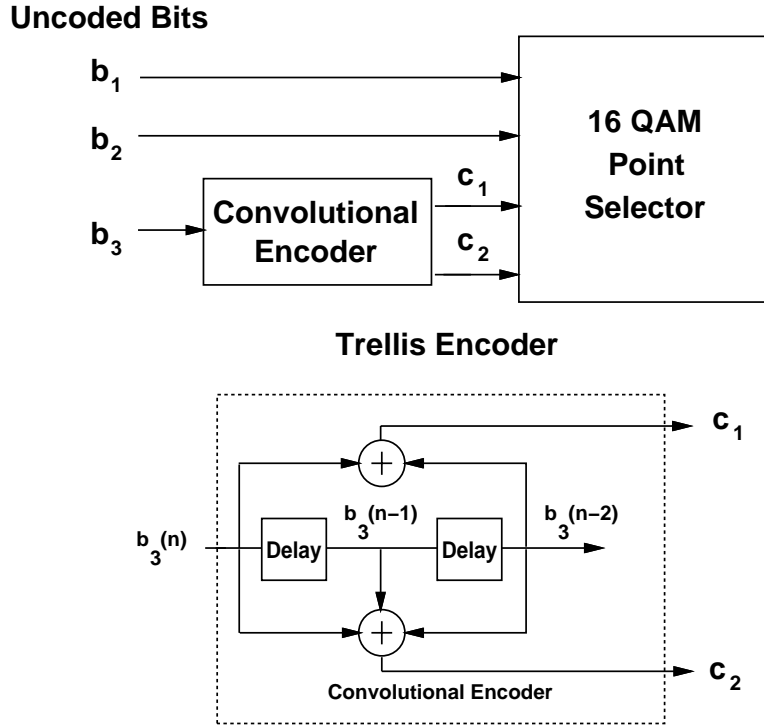 Uncoded Bits
b1
b2
b3
Convolutional
Encoder
c1
c2
16 QAM
Point
Selector
Trellis Encoder
c1
+
b3(n)
Delay
b3(n−1)
Delay
b3(n−2)
+
c2
Convolutional Encoder